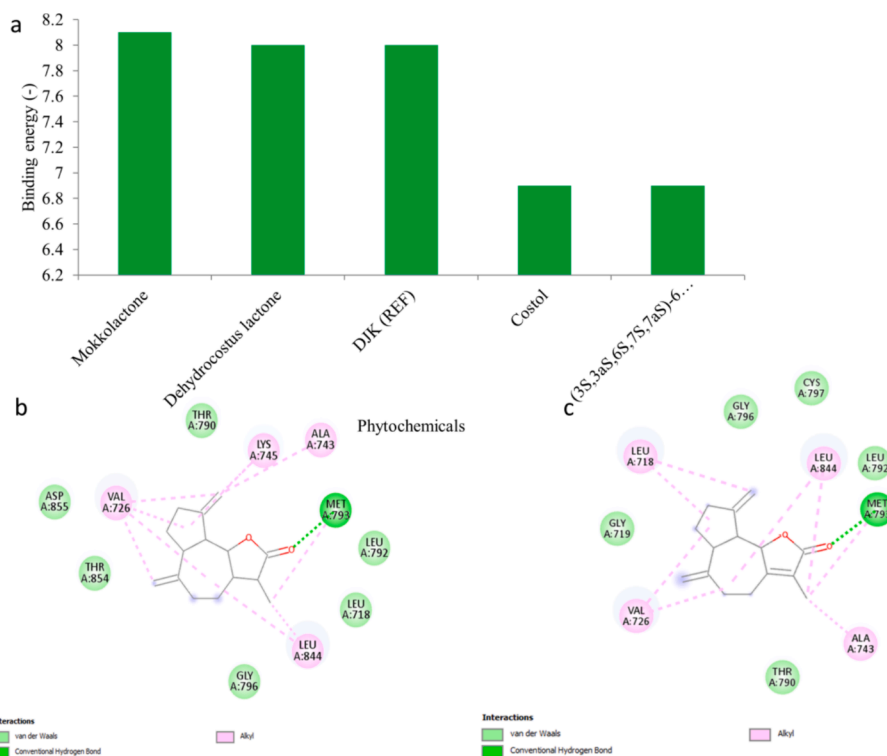 a
Binding energy (-)
8.2
8
7.8
7.6
7.4
7.2
7
6.8
6.6
6.4
6.2
Mokkolactone
Dehydrocostus lactone
DJK (REF)
Costol
(3S,3aS,6S,7S,7aS)-6…
Phytochemicals
b
THR
A:790
LYS
A:745
ALA
A:743
ASP
A:855
VAL
A:726
MET
A:793
LEU
A:792
THR
A:854
LEU
A:718
LEU
A:844
GLY
A:796
O
O
nteractions
van der Waals
Conventional Hydrogen Bond
Alkyl
c
CYS
A:797
GLY
A:796
LEU
A:718
LEU
A:844
LEU
A:792
MET
A:79
GLY
A:719
VAL
A:726
ALA
A:743
THR
A:790
O
O
Interactions
van der Waals
Conventional Hydrogen Bond
Alkyl